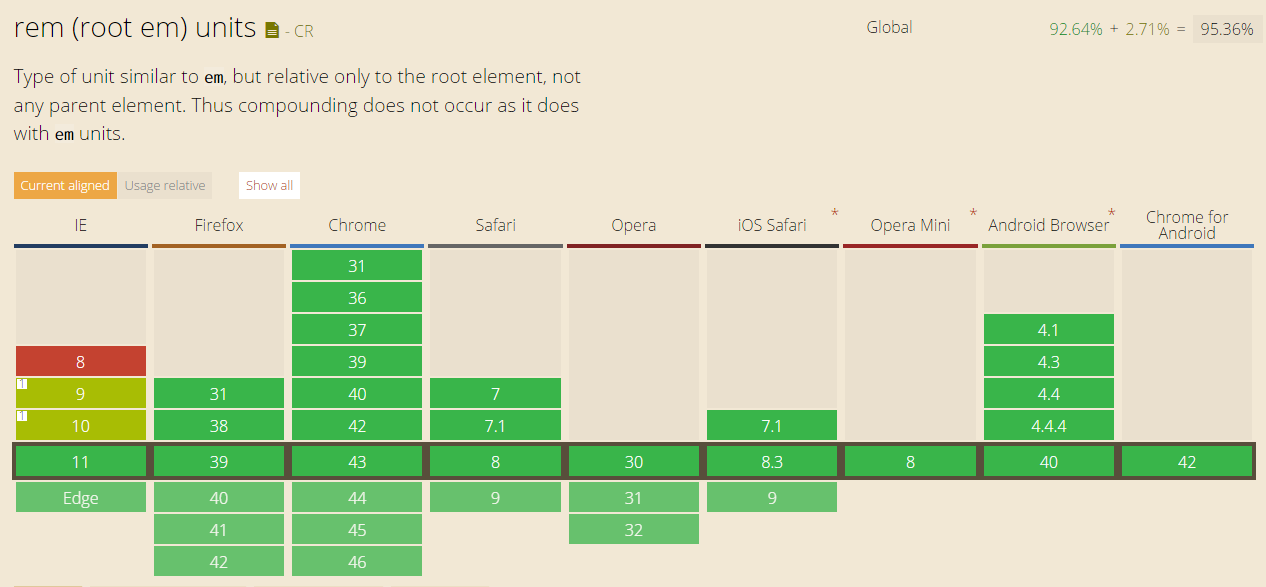 rem (root em) units - CR
Global
92.64% + 2.71% = 95.36%
Type of unit similar to em, but relative only to the root element, not
any parent element. Thus compounding does not occur as it does
with em units.
Current aligned Usage relative Show all
IE Firefox Chrome Safari Opera iOS Safari * Opera Mini * Android Browser * Chrome for Android
31
36
37 4.1
8 39 4.3
1 9 31 40 7 4.4
1 10 38 42 7.1 7.1 4.4.4
11 39 43 8 30 8.3 8 40 42
Edge 40 44 9 31 9
41 45 32
42 46